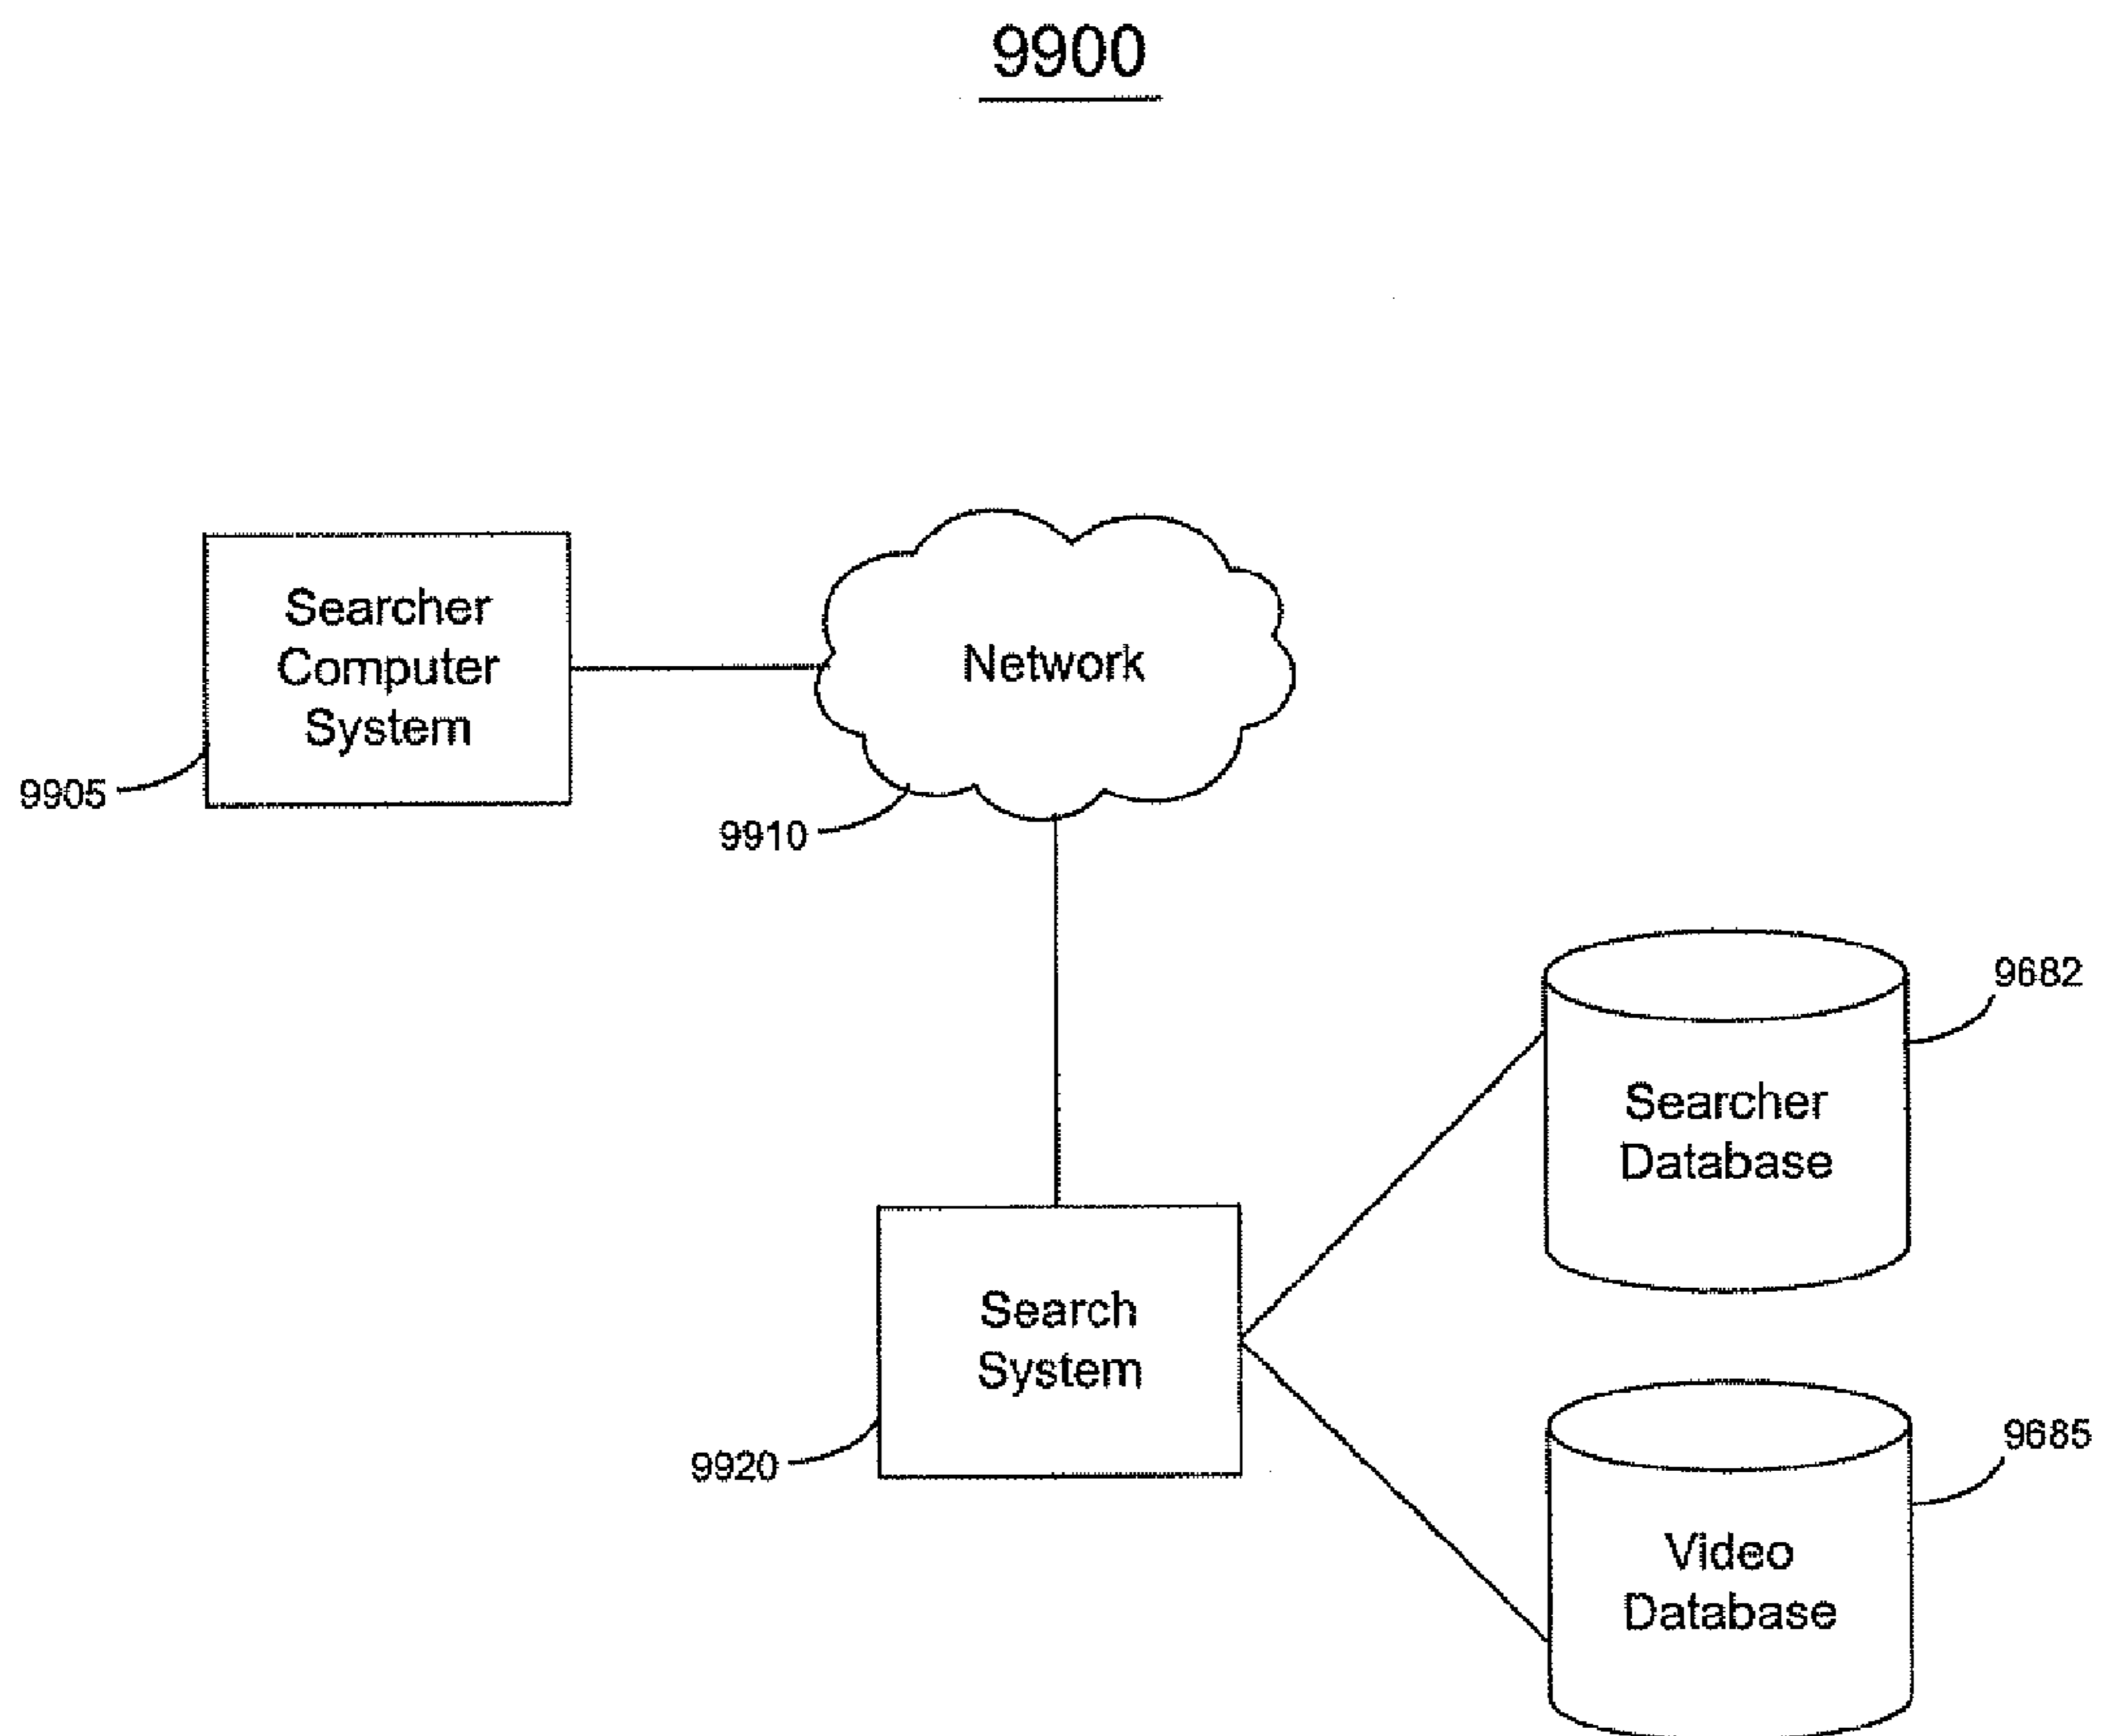 9900
Searcher
Computer
System
9905
Network
9910
9682
Searcher
Database
Search
System
9920
9685
Video
Database